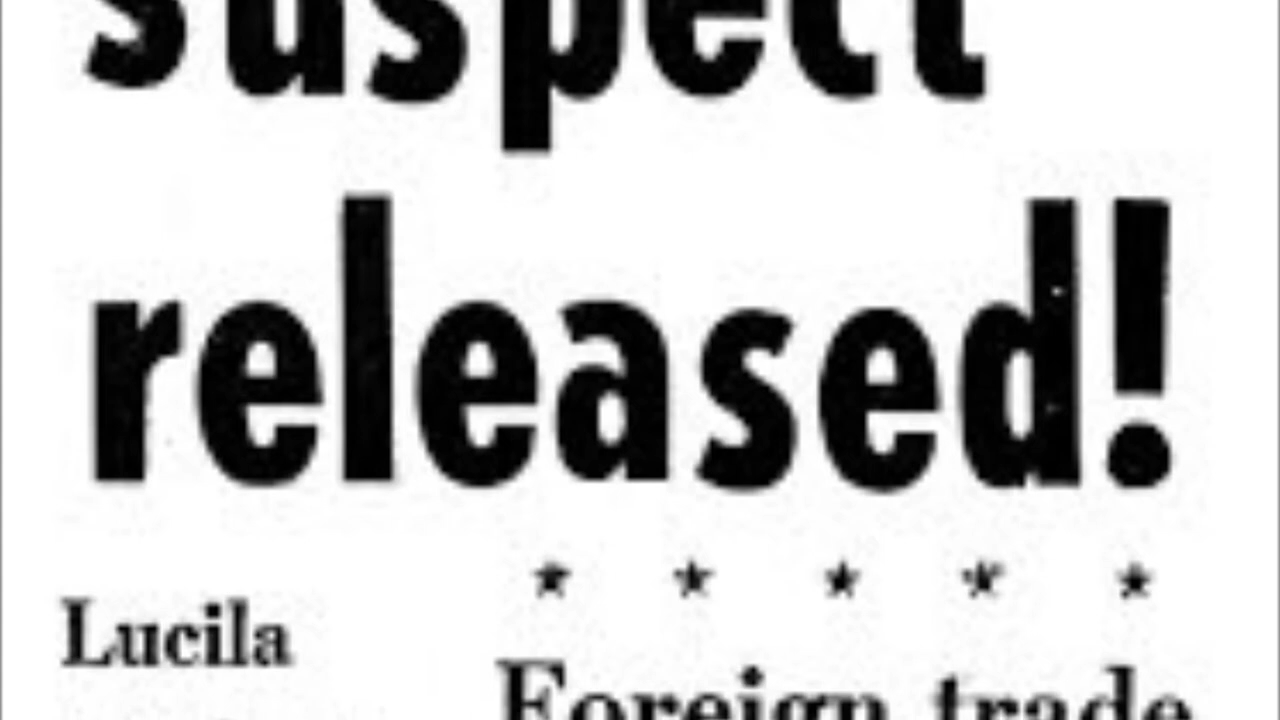 suspect
released!
* * * * *
Lucila
Foreign trade